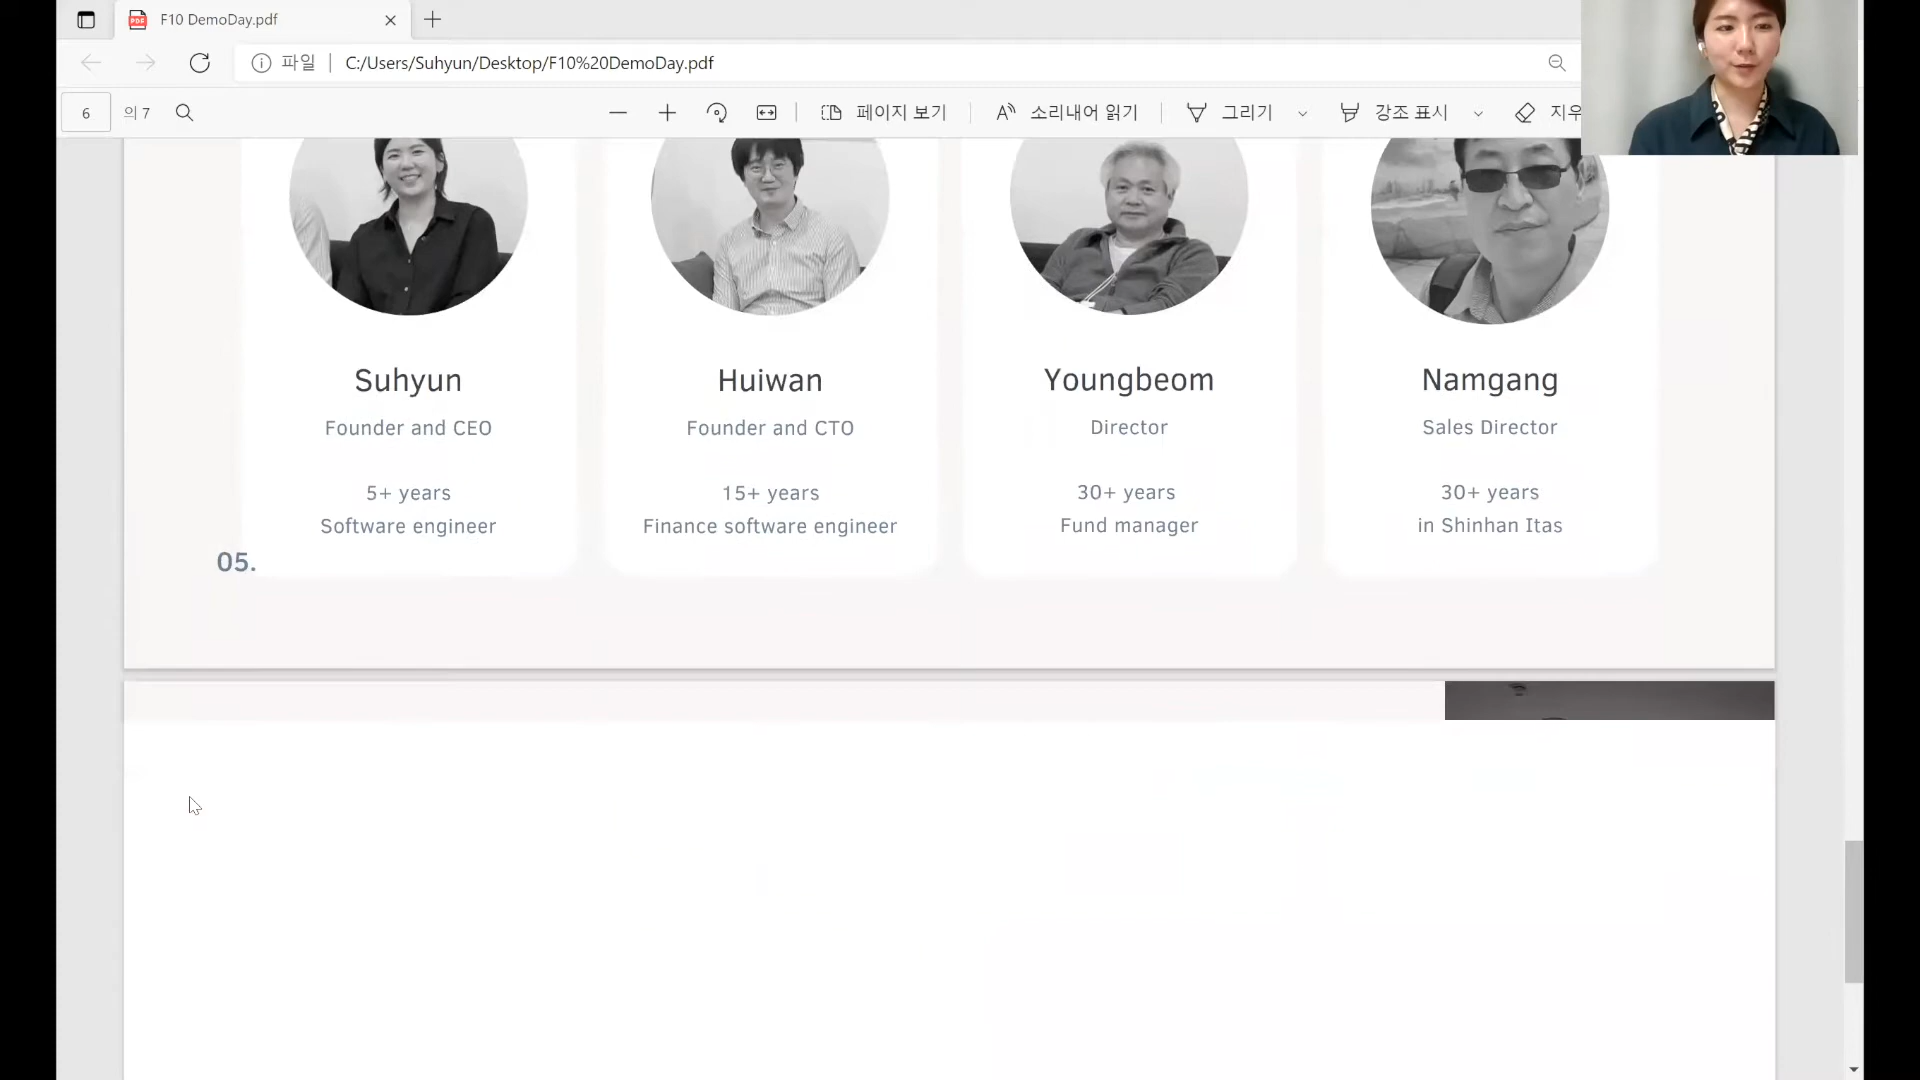 F10 DemoDay.pdf
파일 | C:/Users/Suhyun/Desktop/F10%20DemoDay.pdf
6 의 7 페이지 보기 소리내어 읽기 그리기 강조 표시 지우
Suhyun
Founder and CEO
5+ years
Software engineer
Huiwan
Founder and CTO
15+ years
Finance software engineer
Youngbeom
Director
30+ years
Fund manager
Namgang
Sales Director
30+ years
in Shinhan Itas
05.